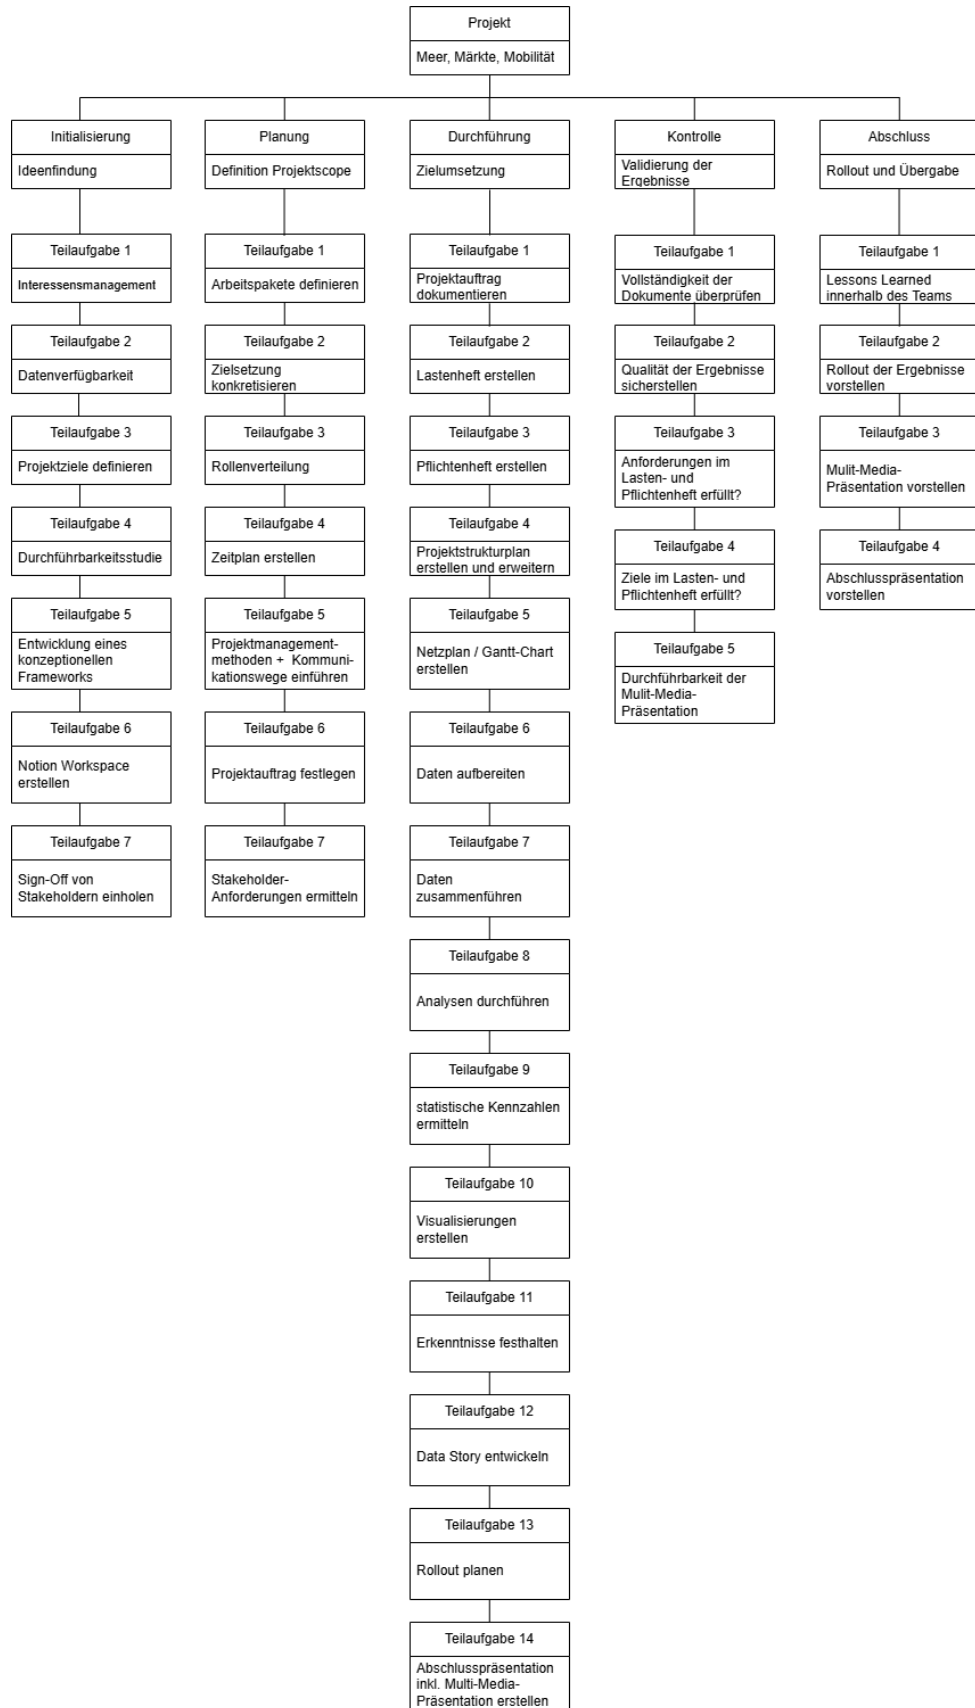 Projekt
Meer, Märkte, Mobilität
Initialisierung
Ideenfindung
Teilaufgabe 1
Interessensmanagement
Teilaufgabe 2
Datenverfügbarkeit
Teilaufgabe 3
Projektziele definieren
Teilaufgabe 4
Durchführbarkeitsstudie
Teilaufgabe 5
Entwicklung eines
konzeptionellen
Frameworks
Teilaufgabe 6
Notion Workspace
erstellen
Teilaufgabe 7
Sign-Off von
Stakeholdern einholen
Planung
Definition Projektscope
Teilaufgabe 1
Arbeitspakete definieren
Teilaufgabe 2
Zielsetzung
konkretisieren
Teilaufgabe 3
Rollenverteilung
Teilaufgabe 4
Zeitplan erstellen
Teilaufgabe 5
Projektmanagement-
methoden + Kommuni-
kationswege einführen
Teilaufgabe 6
Projektauftrag festlegen
Teilaufgabe 7
Stakeholder-
Anforderungen ermitteln
Durchführung
Zielumsetzung
Teilaufgabe 1
Projektauftrag
dokumentieren
Teilaufgabe 2
Lastenheft erstellen
Teilaufgabe 3
Pflichtenheft erstellen
Teilaufgabe 4
Projektstrukturplan
erstellen und erweitern
Teilaufgabe 5
Netzplan / Gantt-Chart
erstellen
Teilaufgabe 6
Daten aufbereiten
Teilaufgabe 7
Daten
zusammenführen
Teilaufgabe 8
Analysen durchführen
Teilaufgabe 9
statistische Kennzahlen
ermitteln
Teilaufgabe 10
Visualisierungen
erstellen
Teilaufgabe 11
Erkenntnisse festhalten
Teilaufgabe 12
Data Story entwickeln
Teilaufgabe 13
Rollout planen
Teilaufgabe 14
Abschlusspräsentation
inkl. Multi-Media-
Präsentation erstellen
Kontrolle
Validierung der
Ergebnisse
Teilaufgabe 1
Vollständigkeit der
Dokumente überprüfen
Teilaufgabe 2
Qualität der Ergebnisse
sicherstellen
Teilaufgabe 3
Anforderungen im
Lasten- und
Pflichtenheft erfüllt?
Teilaufgabe 4
Ziele im Lasten- und
Pflichtenheft erfüllt?
Teilaufgabe 5
Durchführbarkeit der
Mulit-Media-
Präsentation
Abschluss
Rollout und Übergabe
Teilaufgabe 1
Lessons Learned
innerhalb des Teams
Teilaufgabe 2
Rollout der Ergebnisse
vorstellen
Teilaufgabe 3
Mulit-Media-
Präsentation vorstellen
Teilaufgabe 4
Abschlusspräsentation
vorstellen